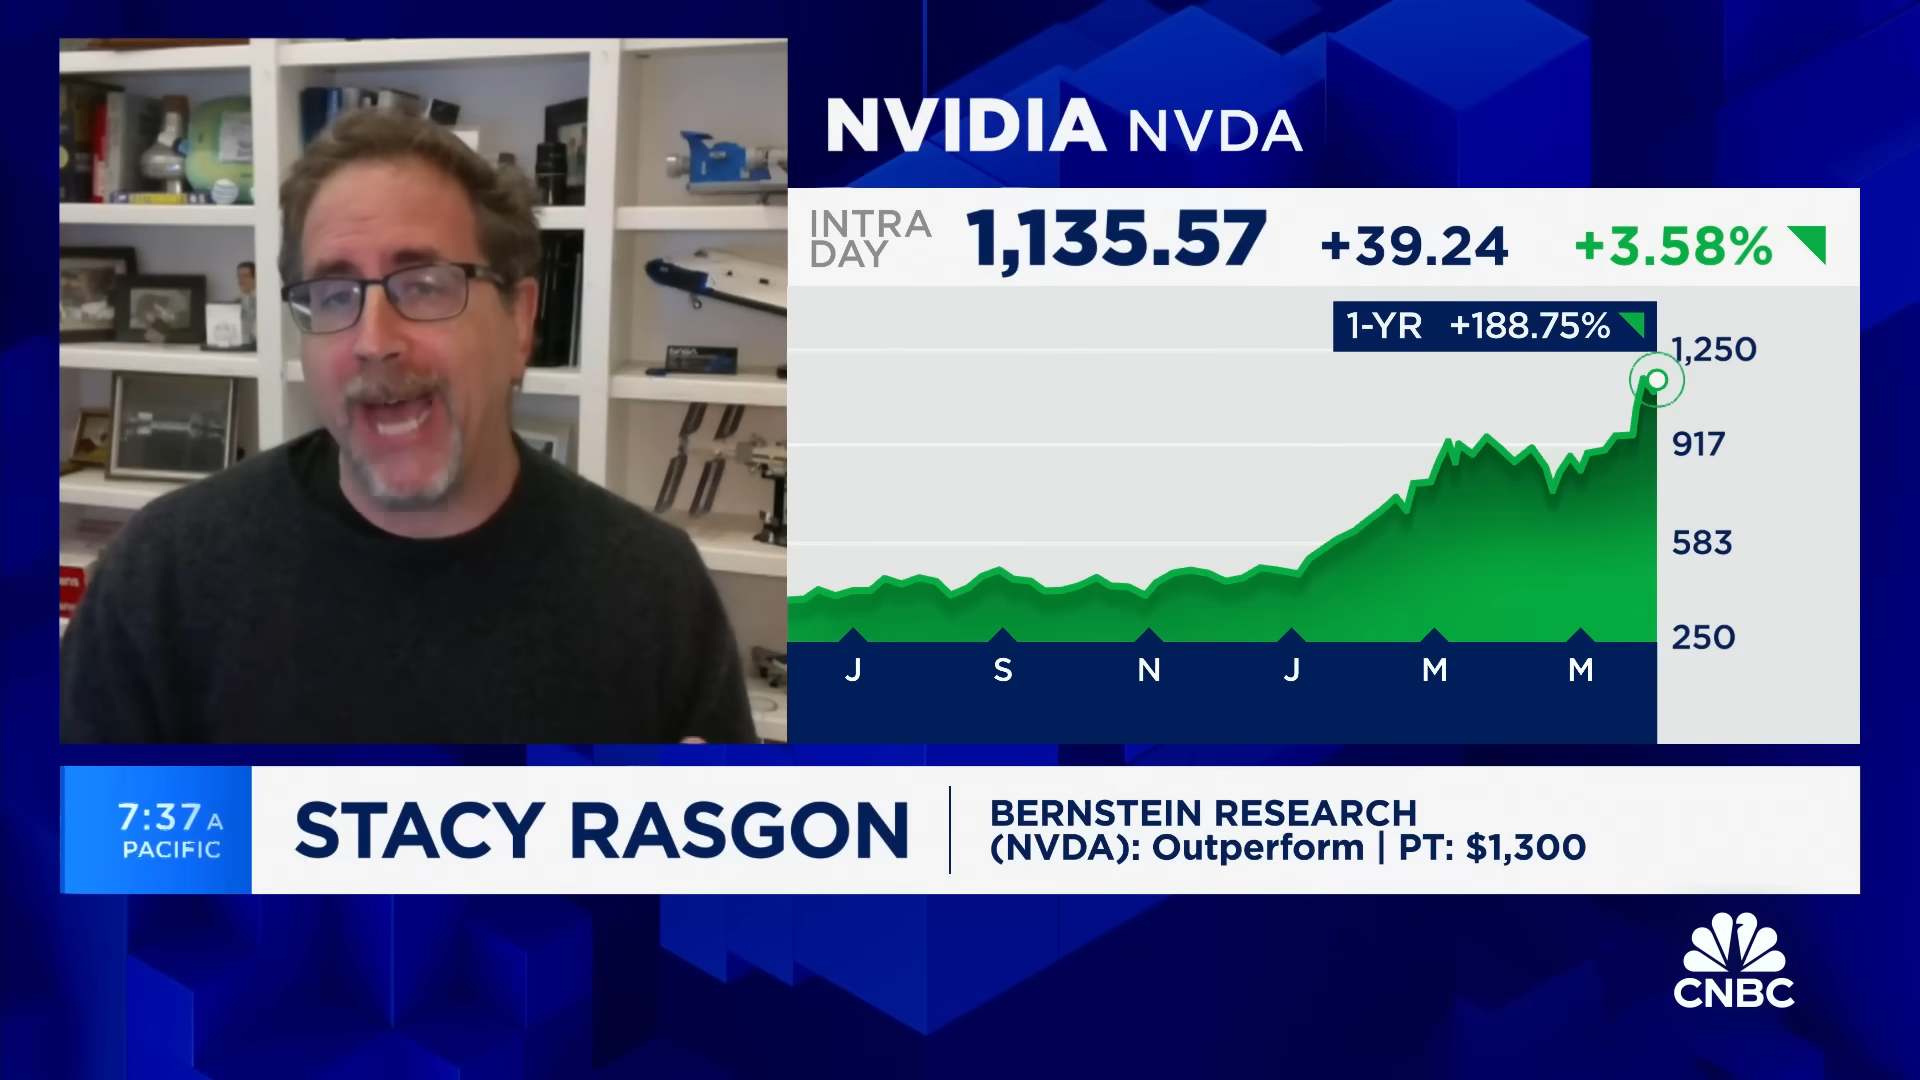 NVIDIA NVDA
INTRA
DAY
1,135.57 +39.24 +3.58%
1-YR +188.75%
1,250
917
583
250
J S N J M M
7:37 A
PACIFIC
STACY RASGON
BERNSTEIN RESEARCH
(NVDA): Outperform | PT: $1,300
CNBC